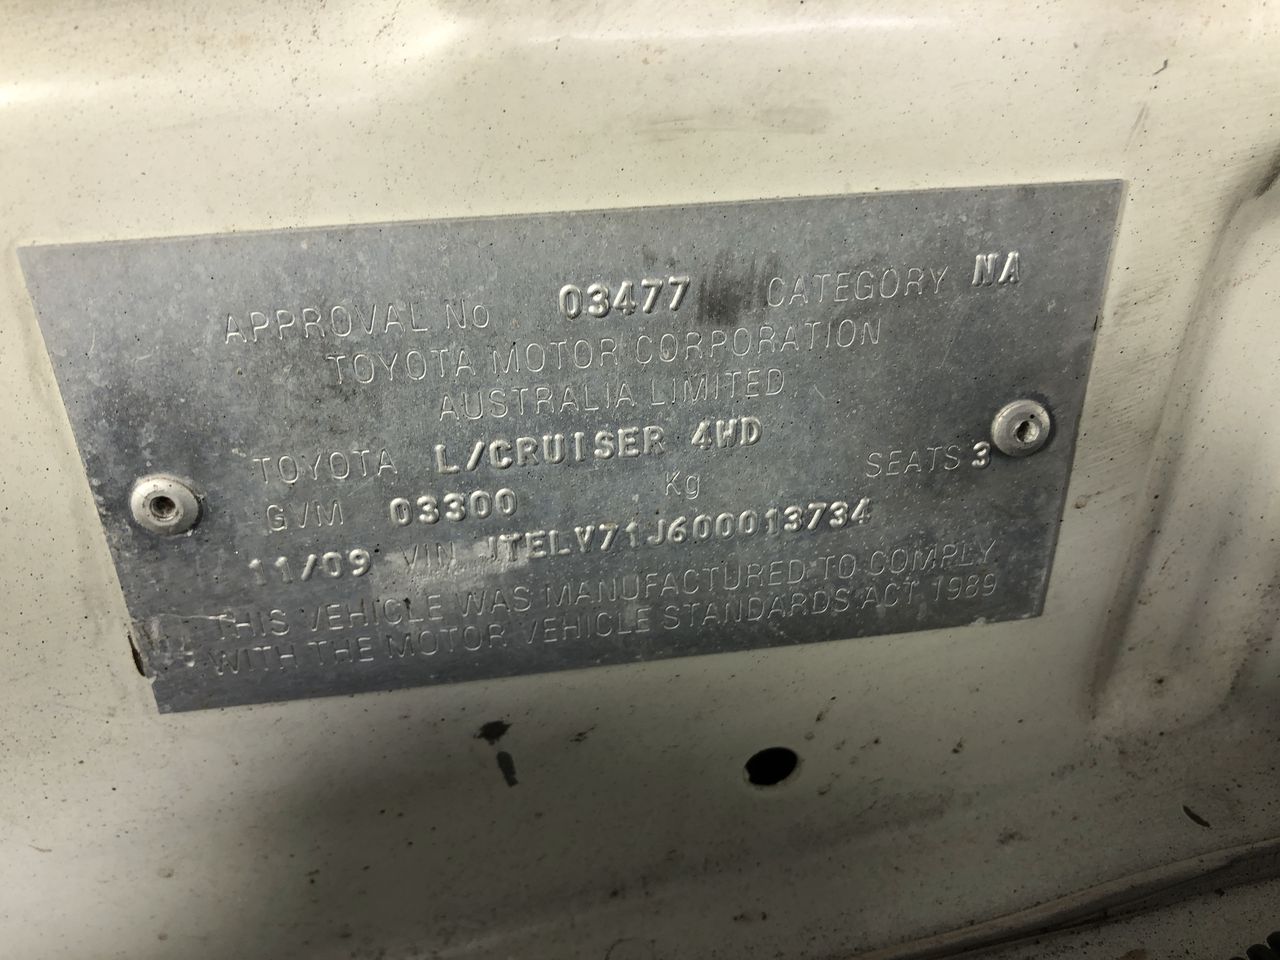 APPROVAL No 03477 CATEGORY NA
TOYOTA MOTOR CORPORATION
AUSTRALIA LIMITED
TOYOTA L/CRUISER 4WD SEATS 3
GVM 03300 Kg
11/09 VIN JTELV71J600013734
THIS VEHICLE WAS MANUFACTURED TO COMPLY
WITH THE MOTOR VEHICLE STANDARDS ACT 1989